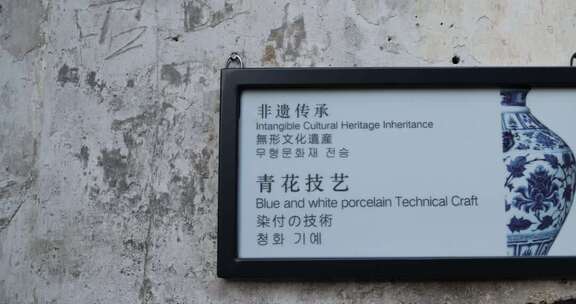 非遗传承
Intangible Cultural Heritage Inheritance
無形文化遺産
무형문화재 전승
青花技艺
Blue and white porcelain Technical Craft
染付の技術
청화 기예